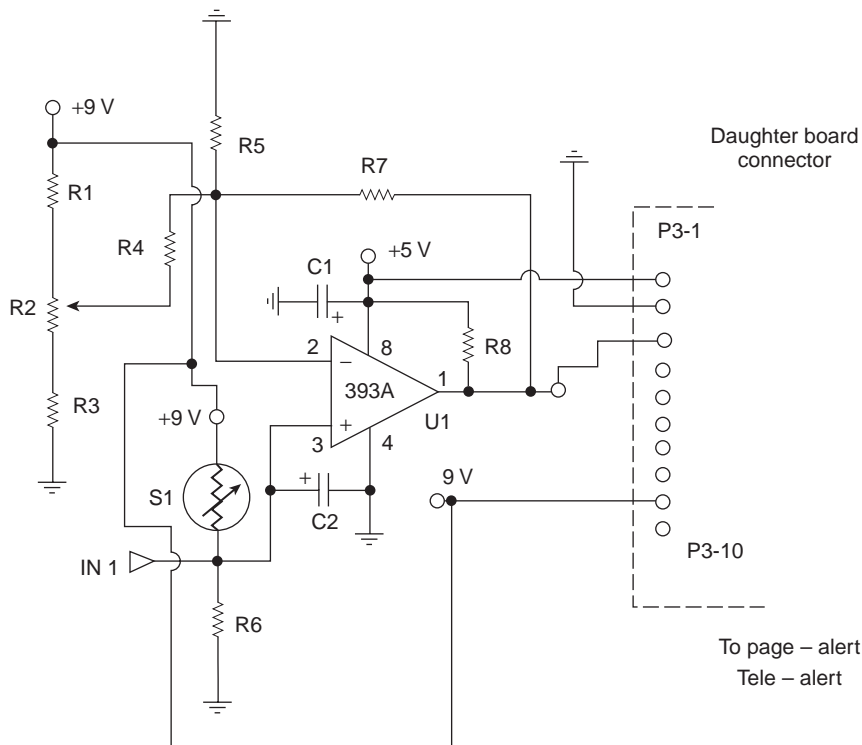 +9 V
R5
Daughter board
connector
R1
R7
P3-1
R4
+5 V
C1
R2
+
R8
2
8
−
1
393A
R3
+9 V
+
U1
3
4
S1
+
9 V
C2
IN 1
P3-10
R6
To page – alert
Tele – alert